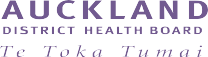 AUCKLAND
DISTRICT HEALTH BOARD
Te Toka Tumai